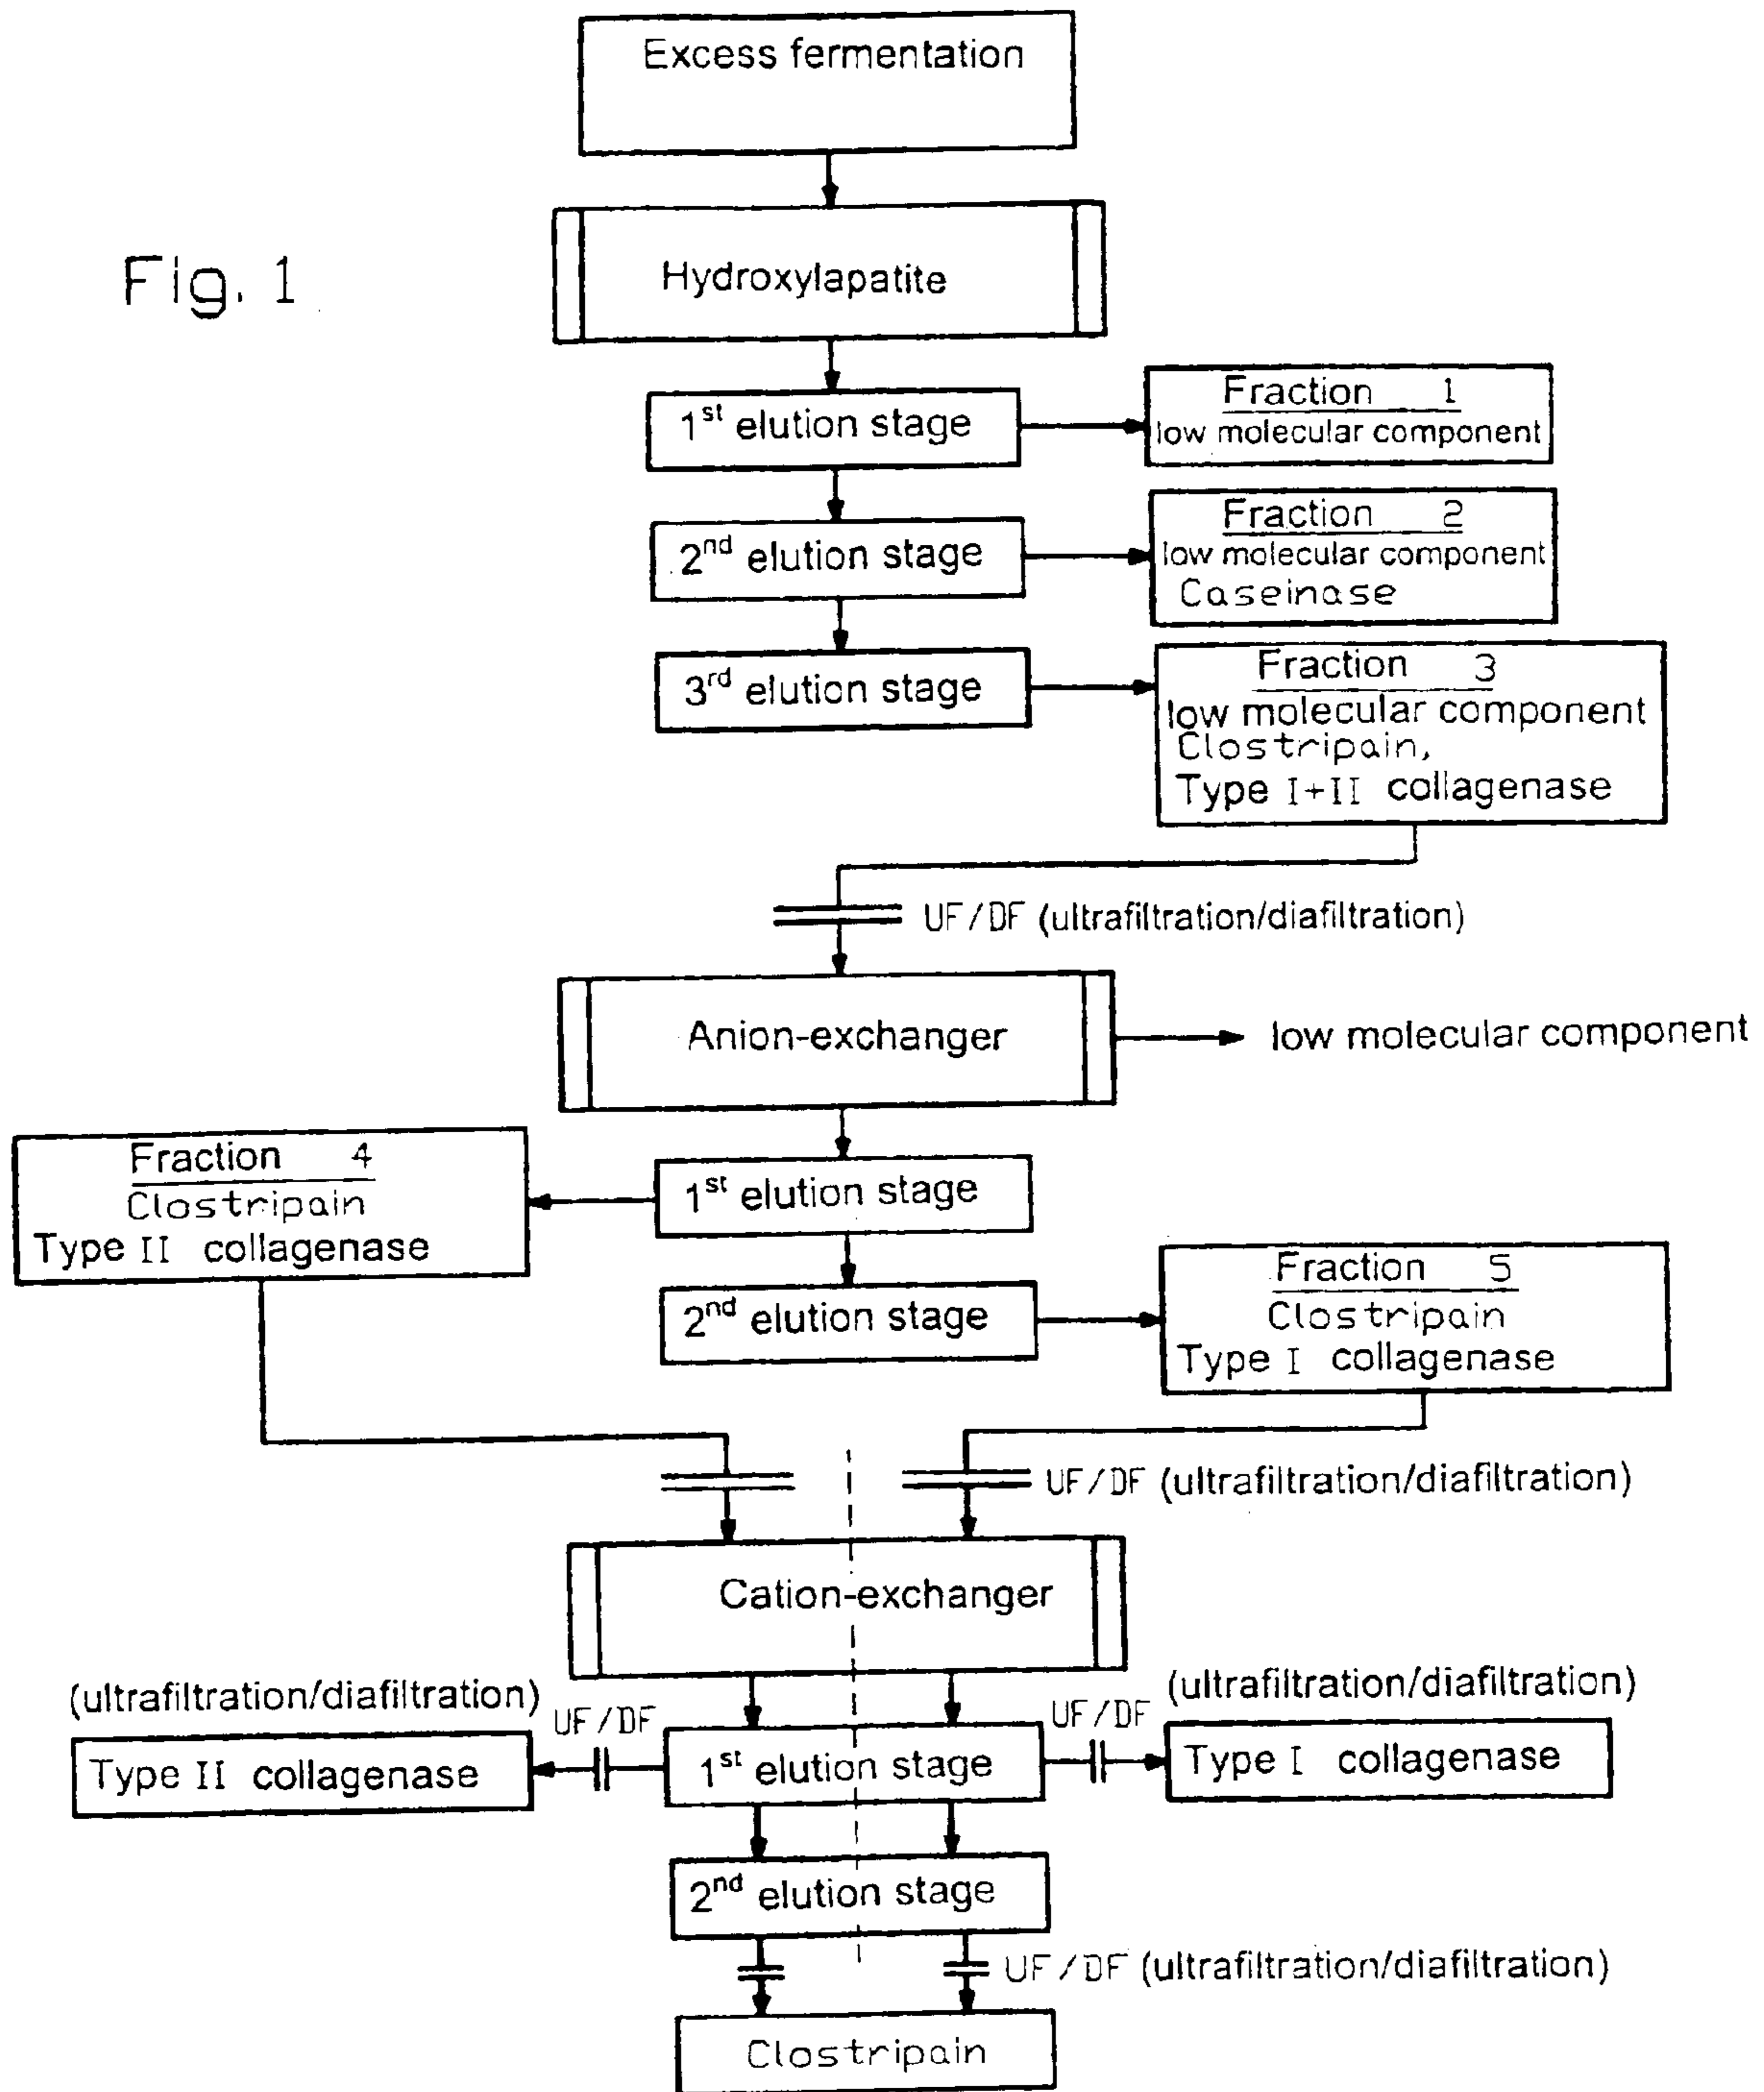 Excess fermentation
Fig. 1
Hydroxylapatite
1st elution stage
Fraction 1
low molecular component
2nd elution stage
Fraction 2
low molecular component
Caseinase
3rd elution stage
Fraction 3
low molecular component
Clostripain,
Type I+II collagenase
UF/DF (ultrafiltration/diafiltration)
Anion-exchanger
low molecular component
Fraction 4
Clostripain
Type II collagenase
1st elution stage
2nd elution stage
Fraction 5
Clostripain
Type I collagenase
UF/DF (ultrafiltration/diafiltration)
Cation-exchanger
(ultrafiltration/diafiltration)
UF/DF
Type II collagenase
1st elution stage
(ultrafiltration/diafiltration)
UF/DF
Type I collagenase
2nd elution stage
UF/DF (ultrafiltration/diafiltration)
Clostripain